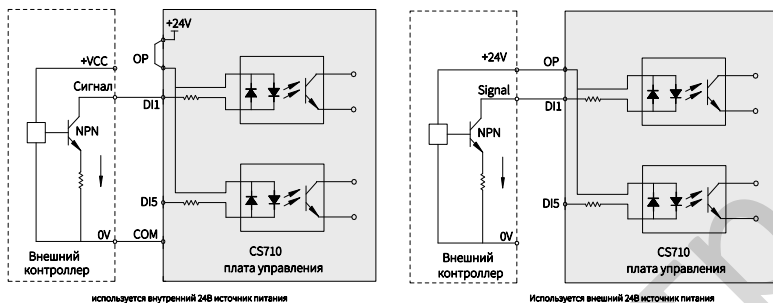 +24V
+VCC
OP
Сигнал
DI1
NPN
DI5
0V
COM
Внешний
контроллер
CS710
плата управления
используется внутренний 24В источник питания
+24V
OP
Signal
DI1
NPN
DI5
0V
Внешний
контроллер
CS710
плата управления
Используется внешний 24В источник питания